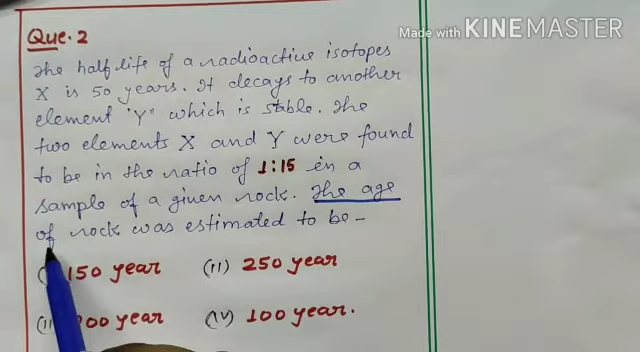 Made with KINEMASTER
Que. 2
The half life of a radioactive isotopes
X is 50 years. It decays to another
element "Y" which is stable. The
two elements X and Y were found
to be in the ratio of 1:15 in a
sample of a given rock. The age
of rock was estimated to be -
150 year (II) 250 year
00 year (IV) 100 year.